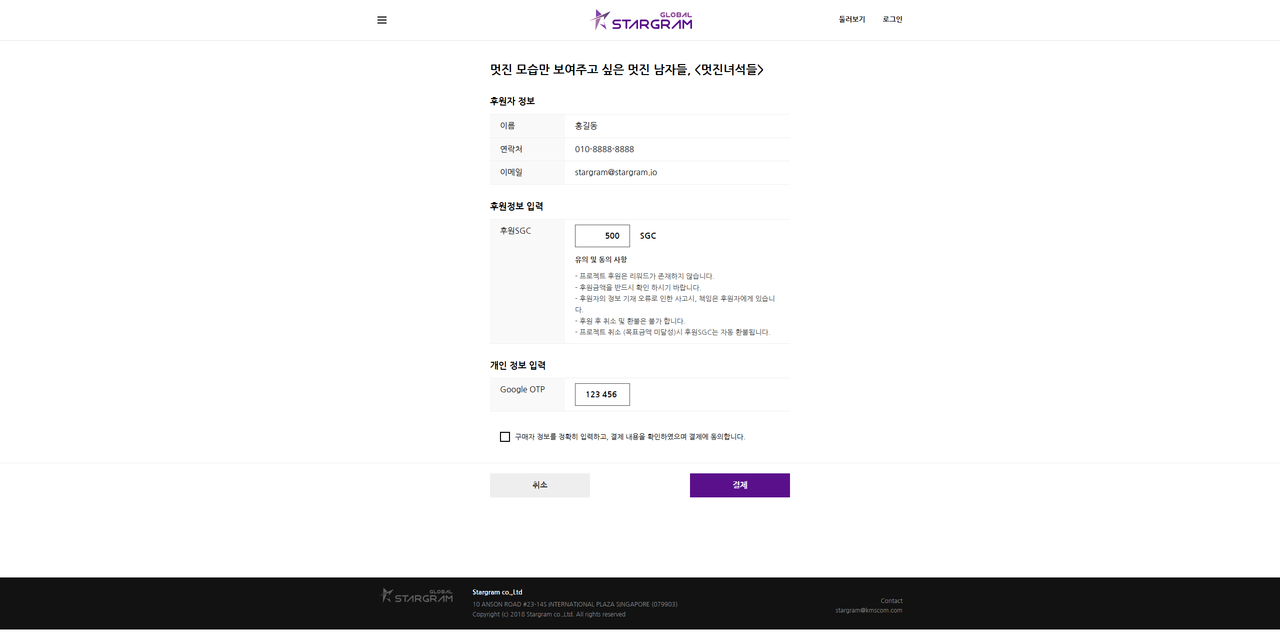 GLOBAL
STARGRAM
둘러보기
로그인
멋진 모습만 보여주고 싶은 멋진 남자들, <멋진녀석들>
후원자 정보
이름
홍길동
연락처
010-8888-8888
이메일
stargram@stargram.io
후원정보 입력
후원SGC
500
SGC
유의 및 동의 사항
- 프로젝트 후원은 리워드가 존재하지 않습니다.
- 후원금액을 반드시 확인 하시기 바랍니다.
- 후원자의 정보 기재 오류로 인한 사고시, 책임은 후원자에게 있습니
다.
- 후원 후 취소 및 환불은 불가 합니다.
- 프로젝트 취소 (목표금액 미달성)시 후원SGC는 자동 환불됩니다.
개인 정보 입력
Google OTP
123 456
구매자 정보를 정확히 입력하고, 결제 내용을 확인하였으며 결제에 동의합니다.
취소
결제
GLOBAL
STARGRAM
Stargram co.,Ltd
10 ANSON ROAD #23-14S INTERNATIONAL PLAZA SINGAPORE (079903)
Copyright (c) 2018 Stargram co.,Ltd. All rights reserved
Contact
stargram@kmscom.com